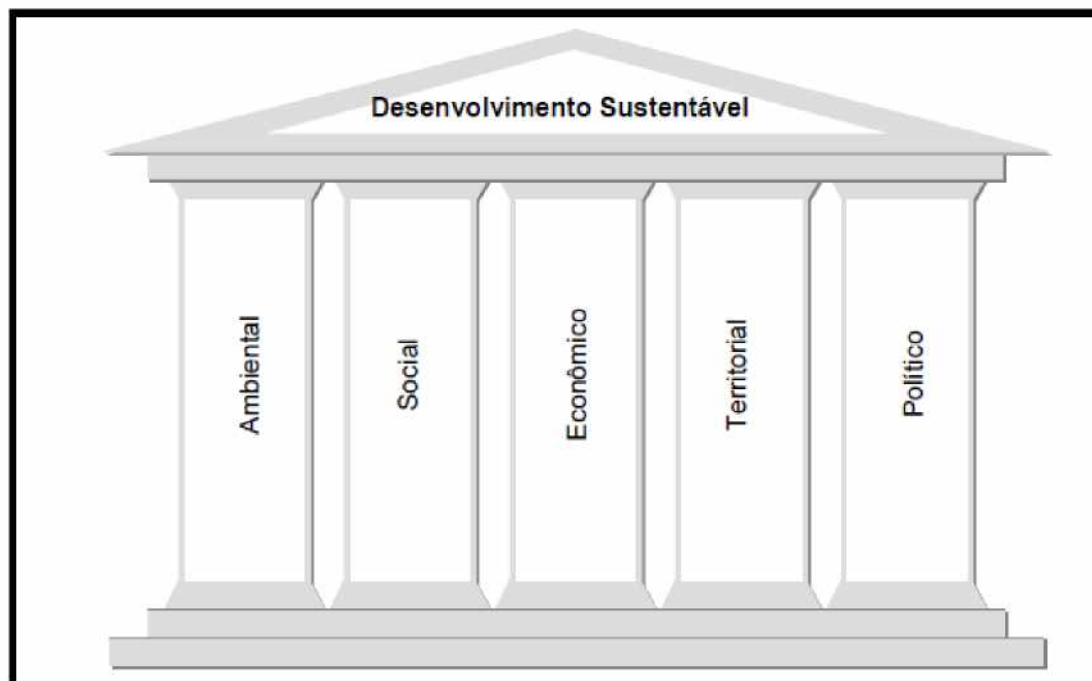 Desenvolvimento Sustentável
Ambiental
Social
Econômico
Territorial
Político